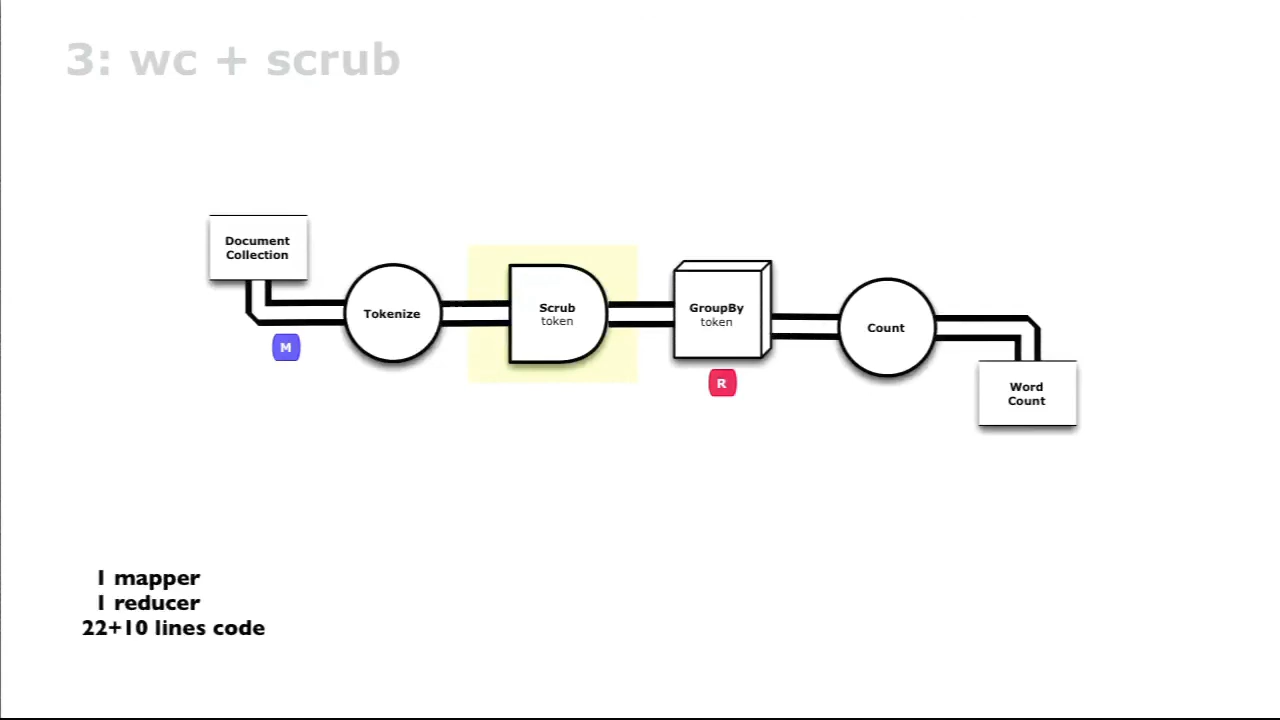 3: wc + scrub
Document
Collection
Tokenize
Scrub
token
GroupBy
token
Count
Word
Count
M
R
1 mapper
1 reducer
22+10 lines code